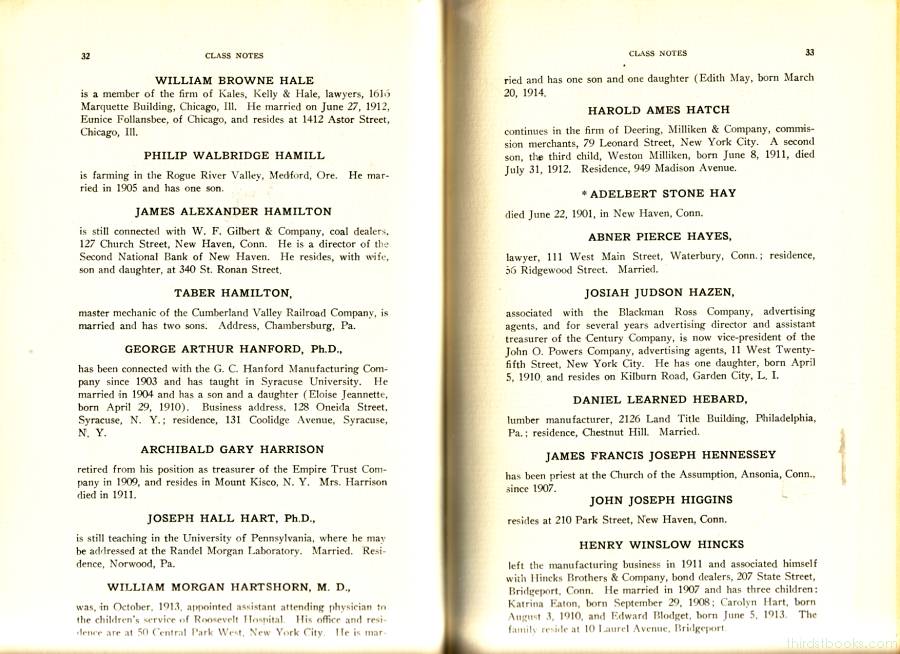 32
CLASS NOTES
WILLIAM BROWNE HALE
is a member of the firm of Kales, Kelly & Hale, lawyers, 1616
Marquette Building, Chicago, Ill. He married on June 27, 1912,
Eunice Follansbee, of Chicago, and resides at 1412 Astor Street,
Chicago, Ill.
PHILIP WALBRIDGE HAMILL
is farming in the Rogue River Valley, Medford, Ore. He mar-
ried in 1905 and has one son.
JAMES ALEXANDER HAMILTON
is still connected with W. F. Gilbert & Company, coal dealers,
127 Church Street, New Haven, Conn. He is a director of the
Second National Bank of New Haven. He resides, with wife,
son and daughter, at 340 St. Ronan Street.
TABER HAMILTON,
master mechanic of the Cumberland Valley Railroad Company, is
married and has two sons. Address, Chambersburg, Pa.
GEORGE ARTHUR HANFORD, Ph.D.,
has been connected with the G. C. Hanford Manufacturing Com-
pany since 1903 and has taught in Syracuse University. He
married in 1904 and has a son and a daughter (Eloise Jeannette,
born April 29, 1910). Business address, 128 Oneida Street,
Syracuse, N. Y.; residence, 131 Coolidge Avenue, Syracuse,
N. Y.
ARCHIBALD GARY HARRISON
retired from his position as treasurer of the Empire Trust Com-
pany in 1909, and resides in Mount Kisco, N. Y. Mrs. Harrison
died in 1911.
JOSEPH HALL HART, Ph.D.,
is still teaching in the University of Pennsylvania, where he may
be addressed at the Randel Morgan Laboratory. Married. Resi-
dence, Norwood, Pa.
WILLIAM MORGAN HARTSHORN, M. D.,
was, in October, 1913, appointed assistant attending physician to
the children's service of Roosevelt Hospital. His office and resi-
dence are at 50 Central Park West, New York City. He is mar-
CLASS NOTES
33
ried and has one son and one daughter (Edith May, born March
20, 1914.
HAROLD AMES HATCH
continues in the firm of Deering, Milliken & Company, commis-
sion merchants, 79 Leonard Street, New York City. A second
son, the third child, Weston Milliken, born June 8, 1911, died
July 31, 1912. Residence, 949 Madison Avenue.
* ADELBERT STONE HAY
died June 22, 1901, in New Haven, Conn.
ABNER PIERCE HAYES,
lawyer, 111 West Main Street, Waterbury, Conn.; residence,
56 Ridgewood Street. Married.
JOSIAH JUDSON HAZEN,
associated with the Blackman Ross Company, advertising
agents, and for several years advertising director and assistant
treasurer of the Century Company, is now vice-president of the
John O. Powers Company, advertising agents, 11 West Twenty-
fifth Street, New York City. He has one daughter, born April
5, 1910 and resides on Kilburn Road, Garden City, L. I.
DANIEL LEARNED HEBARD,
lumber manufacturer, 2126 Land Title Building, Philadelphia,
Pa.; residence, Chestnut Hill. Married.
JAMES FRANCIS JOSEPH HENNESSEY
has been priest at the Church of the Assumption, Ansonia, Conn.,
since 1907.
JOHN JOSEPH HIGGINS
resides at 210 Park Street, New Haven, Conn.
HENRY WINSLOW HINCKS
left the manufacturing business in 1911 and associated himself
with Hincks Brothers & Company, bond dealers, 207 State Street,
Bridgeport, Conn. He married in 1907 and has three children:
Katrina Eaton, born September 29, 1908; Carolyn Hart, born
August 3, 1910, and Edward Blodget, born June 5, 1913. The
family reside at 10 Laurel Avenue, Bridgeport.
thirdstbooks.com